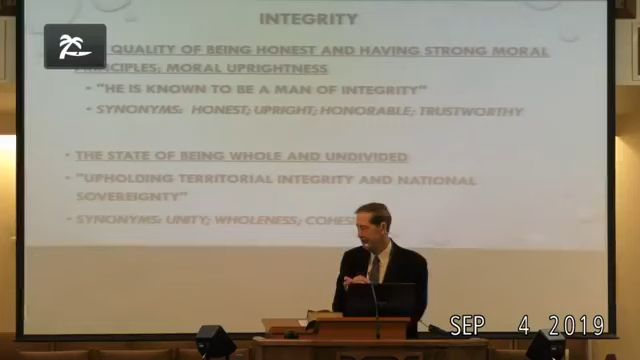 INTEGRITY
QUALITY OF BEING HONEST AND HAVING STRONG MORAL
PRINCIPLES; MORAL UPRIGHTNESS
- "HE IS KNOWN TO BE A MAN OF INTEGRITY"
- SYNONYMS: HONEST; UPRIGHT; HONORABLE; TRUSTWORTHY
• THE STATE OF BEING WHOLE AND UNDIVIDED
• "UPHOLDING TERRITORIAL INTEGRITY AND NATIONAL
SOVEREIGNTY"
• SYNONYMS: UNITY; WHOLENESS;
SEP 4 2019